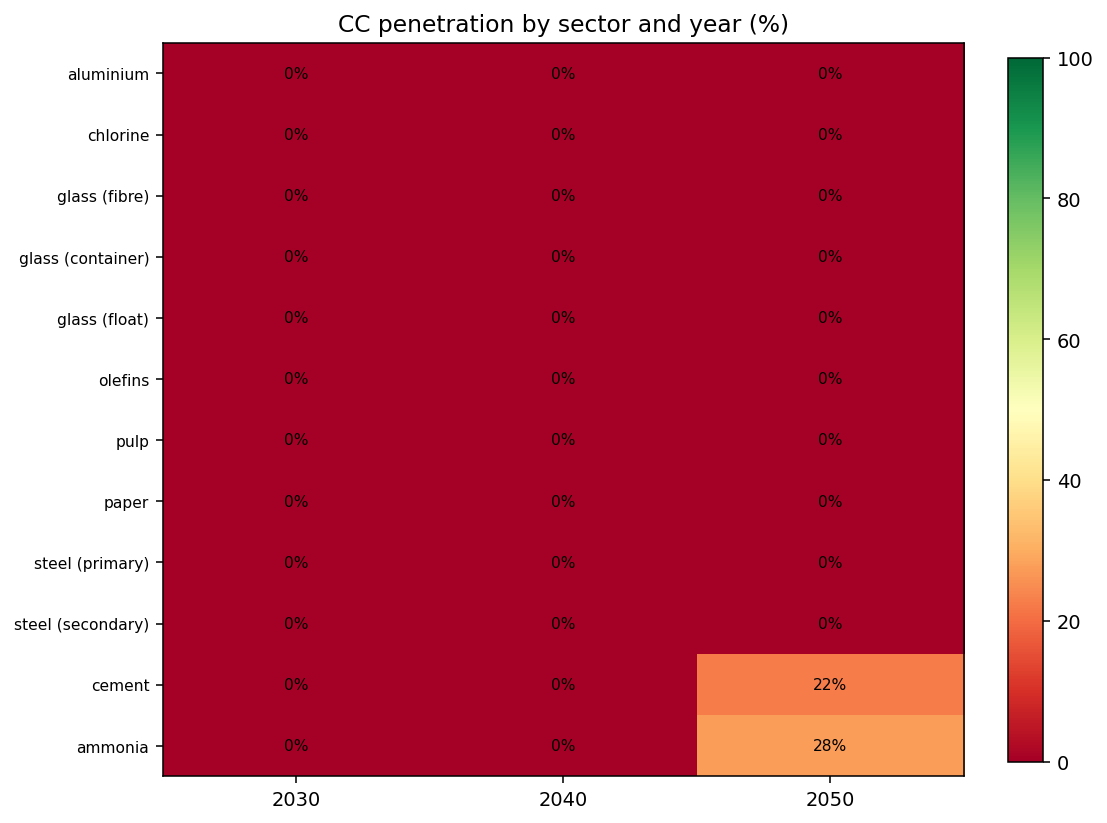 CC penetration by sector and year (%)
aluminium 0% 0% 0%
chlorine 0% 0% 0%
glass (fibre) 0% 0% 0%
glass (container) 0% 0% 0%
glass (float) 0% 0% 0%
olefins 0% 0% 0%
pulp 0% 0% 0%
paper 0% 0% 0%
steel (primary) 0% 0% 0%
steel (secondary) 0% 0% 0%
cement 0% 0% 22%
ammonia 0% 0% 28%
2030 2040 2050
100
80
60
40
20
0